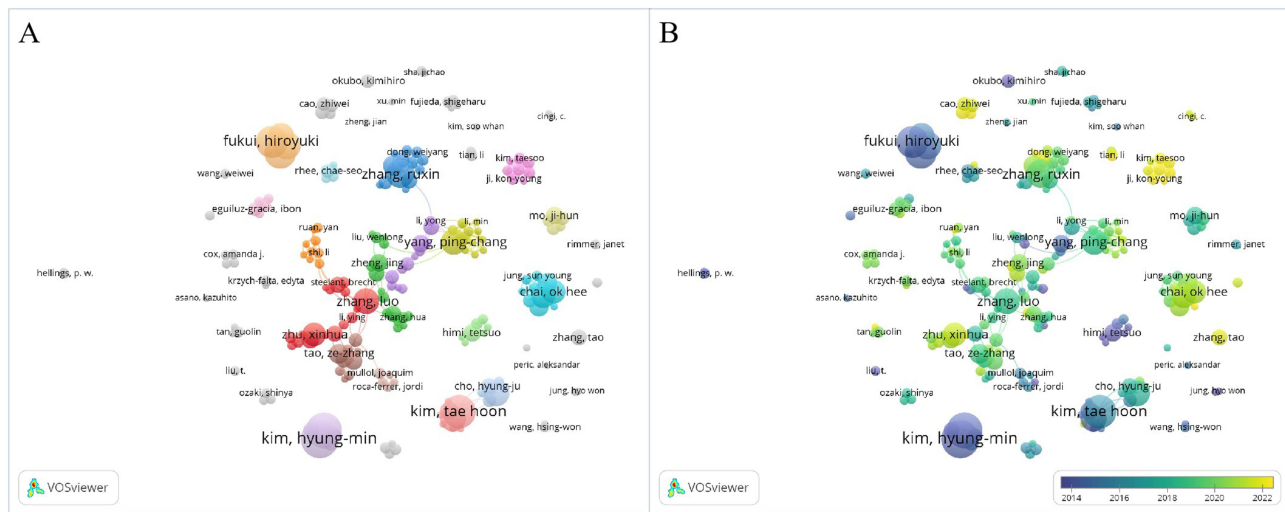 A
sha, jichao
okubo, kimihiro
cao, zhiwei
xu, min
fujieda, shigeharu
zheng, jian
kim, soo whan
cingi, c.
fukui, hiroyuki
dong, weiyang
tian, li
kim, taesoo
wang, weiwei
rhee, chae-seo
zhang, ruxin
ji, kon-young
eguiluz-gracia, ibon
li, yong
li, min
mo, ji-hun
ruan, yan
liu, wenlong
yang, ping-chang
rimmer, janet
cox, amanda j.
shi, li
zheng, jing
hellings, p. w.
jung, sun young
krzych-fałta, edyta
steelant, brecht
chai, ok hee
asano, kazuhito
zhang, luo
li, ying
zhang, hua
tan, guolin
zhu, xinhua
himi, tetsuo
zhang, tao
tao, ze-zhang
liu, t.
mullol, joaquim
peric, aleksandar
roca-ferrer, jordi
cho, hyung-ju
jung, hyo won
ozaki, shinya
kim, tae hoon
wang, hsing-won
kim, hyung-min
VOSviewer
B
sha, jichao
okubo, kimihiro
cao, zhiwei
xu, min
fujieda, shigeharu
zheng, jian
kim, soo whan
cingi, c.
fukui, hiroyuki
dong, weiyang
tian, li
kim, taesoo
wang, weiwei
rhee, chae-seo
zhang, ruxin
ji, kon-young
eguiluz-gracia, ibon
li, yong
li, min
mo, ji-hun
ruan, yan
liu, wenlong
yang, ping-chang
rimmer, janet
cox, amanda j.
shi, li
zheng, jing
hellings, p. w.
jung, sun young
krzych-fałta, edyta
steelant, brecht
chai, ok hee
asano, kazuhito
zhang, luo
li, ying
zhang, hua
tan, guolin
zhu, xinhua
himi, tetsuo
zhang, tao
tao, ze-zhang
liu, t.
mullol, joaquim
peric, aleksandar
roca-ferrer, jordi
cho, hyung-ju
jung, hyo won
ozaki, shinya
kim, tae hoon
wang, hsing-won
kim, hyung-min
VOSviewer
2014 2016 2018 2020 2022